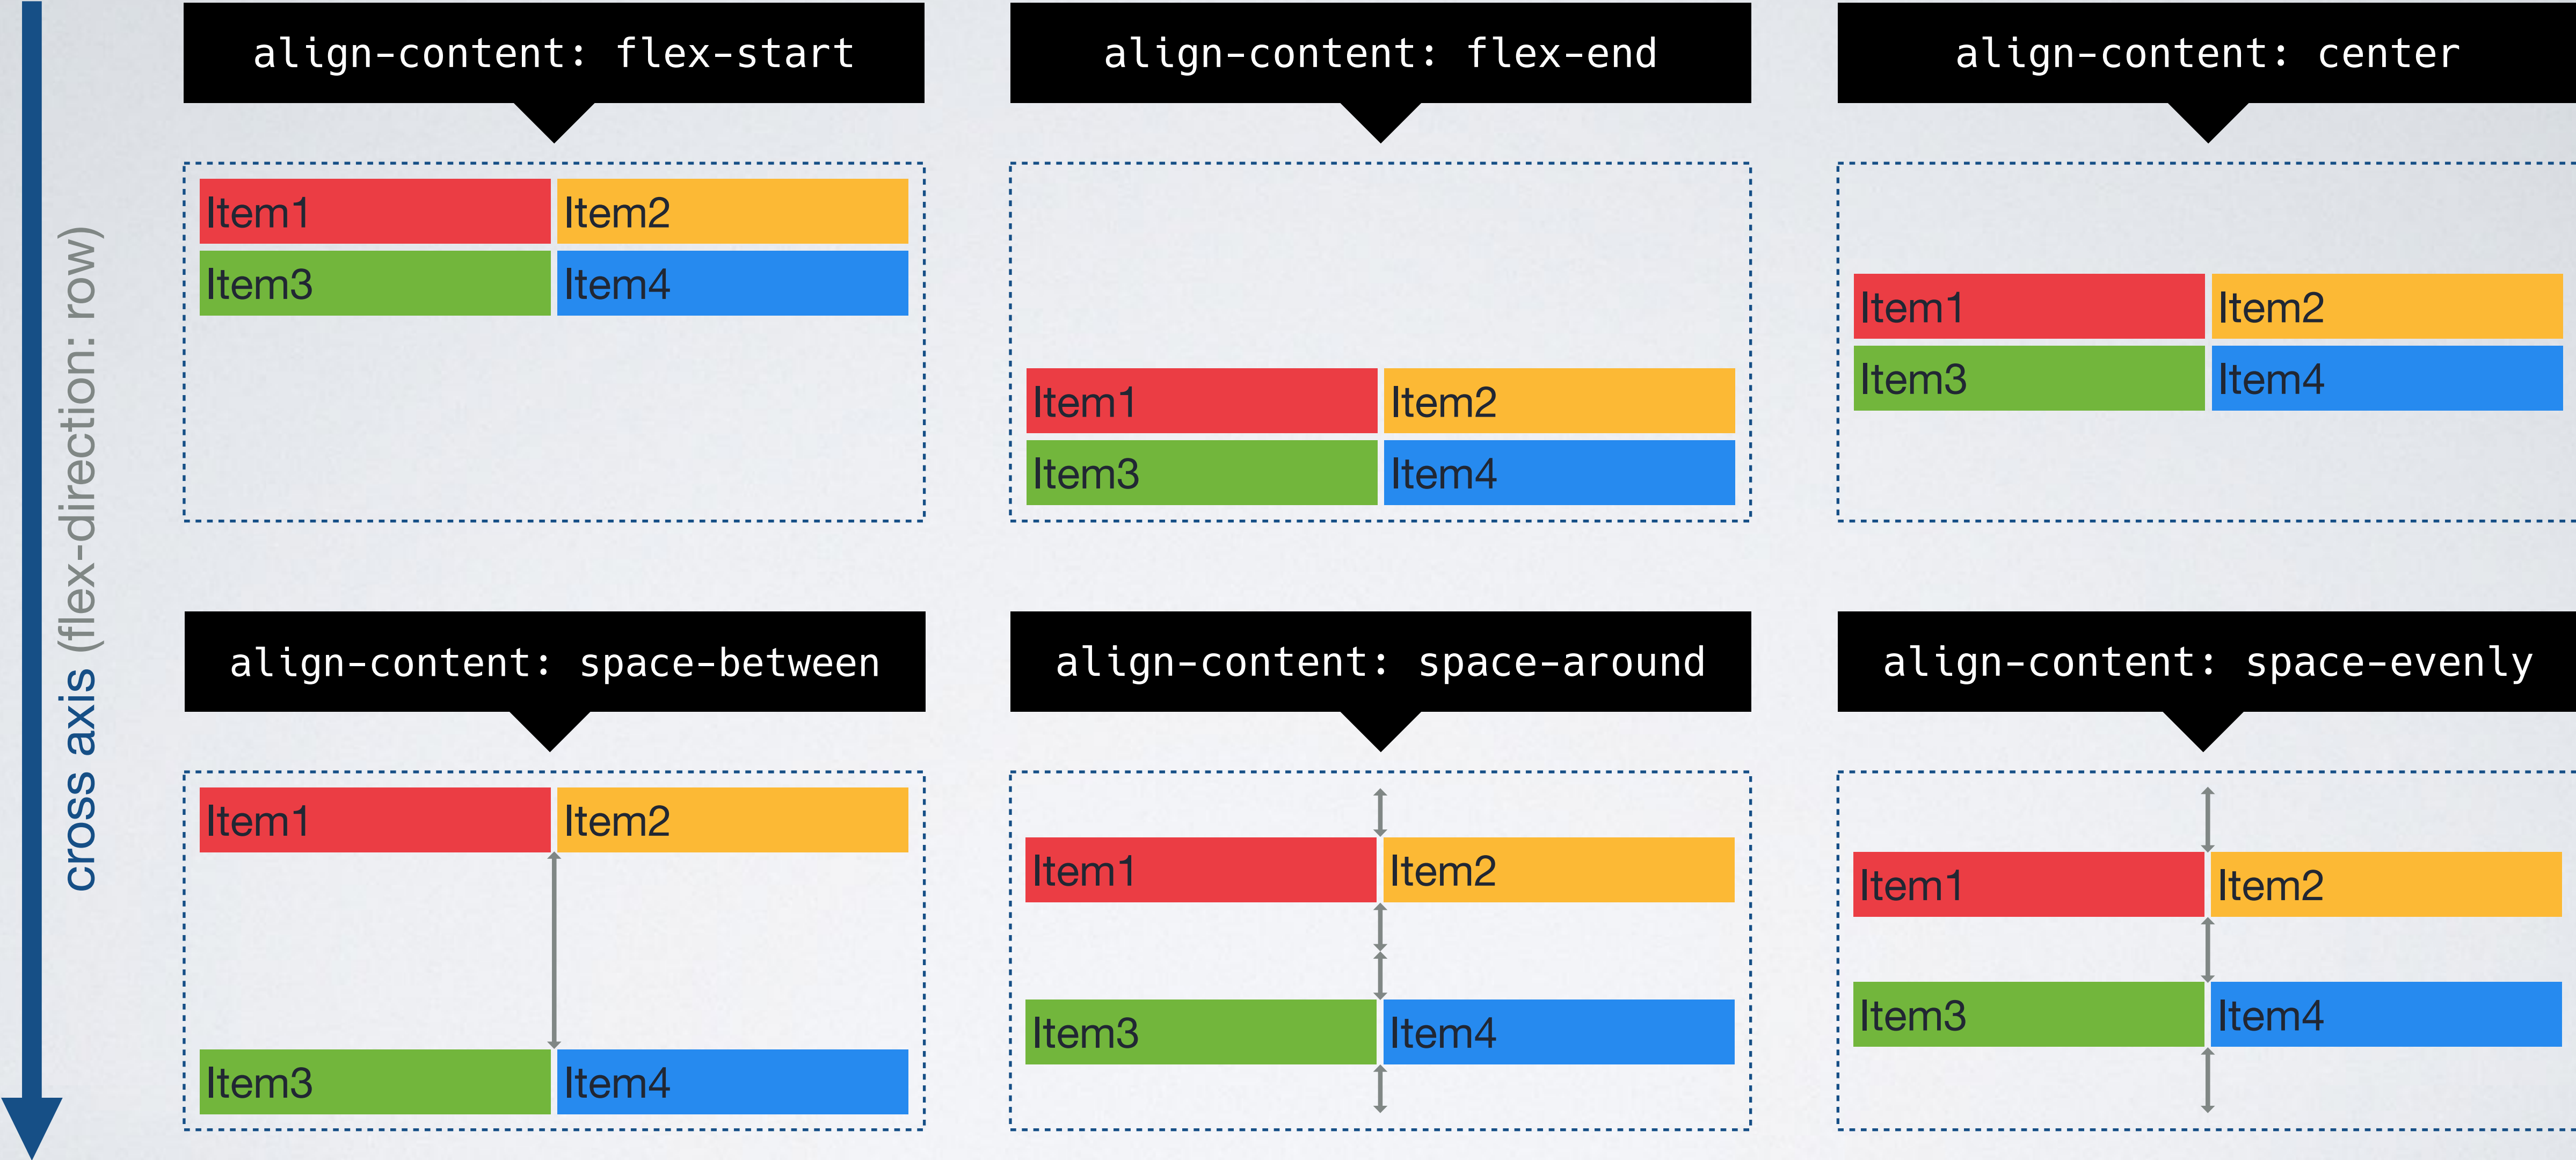 cross axis (flex-direction: row)
align-content: flex-start
Item1
Item2
Item3
Item4
align-content: flex-end
Item1
Item2
Item3
Item4
align-content: center
Item1
Item2
Item3
Item4
align-content: space-between
Item1
Item2
Item3
Item4
align-content: space-around
Item1
Item2
Item3
Item4
align-content: space-evenly
Item1
Item2
Item3
Item4